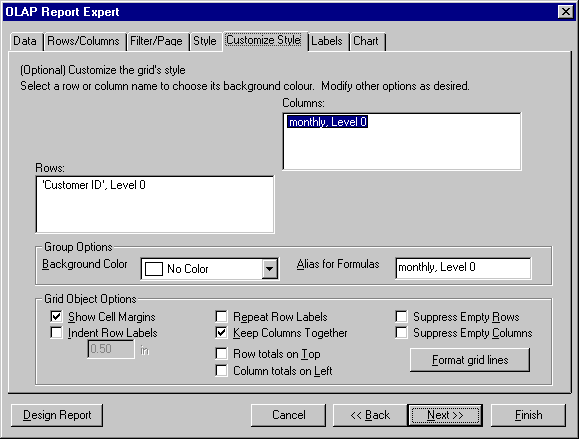 OLAP Report Expert
Data Rows/Columns Filter/Page Style Customize Style Labels Chart
(Optional) Customize the grid's style
Select a row or column name to choose its background colour. Modify other options as desired.
Columns:
monthly, Level 0
Rows:
'Customer ID', Level 0
Group Options
Background Color No Color Alias for Formulas monthly, Level 0
Grid Object Options
Show Cell Margins Repeat Row Labels Suppress Empty Rows
Indent Row Labels Keep Columns Together Suppress Empty Columns
0.50 in Row totals on Top Format grid lines
Column totals on Left
Design Report Cancel << Back Next >> Finish